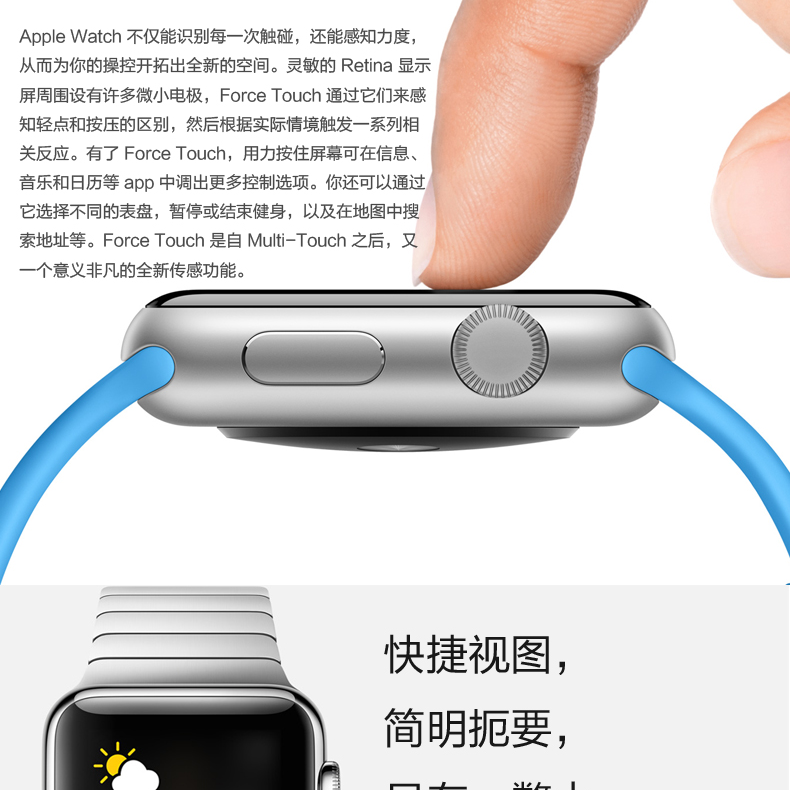 Apple Watch 不仅能识别每一次触碰，还能感知力度，
从而为你的操控开拓出全新的空间。灵敏的 Retina 显示
屏周围设有许多微小电极，Force Touch 通过它们来感
知轻点和按压的区别，然后根据实际情境触发一系列相
关反应。有了 Force Touch，用力按住屏幕可在信息、
音乐和日历等 app 中调出更多控制选项。你还可以通过
它选择不同的表盘，暂停或结束健身，以及在地图中搜
索地址等。Force Touch 是自 Multi-Touch 之后，又
一个意义非凡的全新传感功能。
快捷视图，
简明扼要，